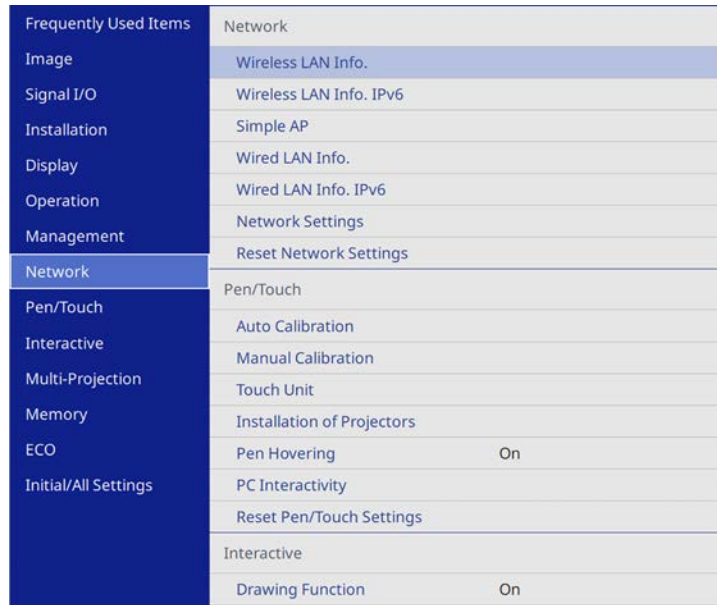 Frequently Used Items
Image
Signal I/O
Installation
Display
Operation
Management
Network
Pen/Touch
Interactive
Multi-Projection
Memory
ECO
Initial/All Settings
Network
Wireless LAN Info.
Wireless LAN Info. IPv6
Simple AP
Wired LAN Info.
Wired LAN Info. IPv6
Network Settings
Reset Network Settings
Pen/Touch
Auto Calibration
Manual Calibration
Touch Unit
Installation of Projectors
Pen Hovering On
PC Interactivity
Reset Pen/Touch Settings
Interactive
Drawing Function On